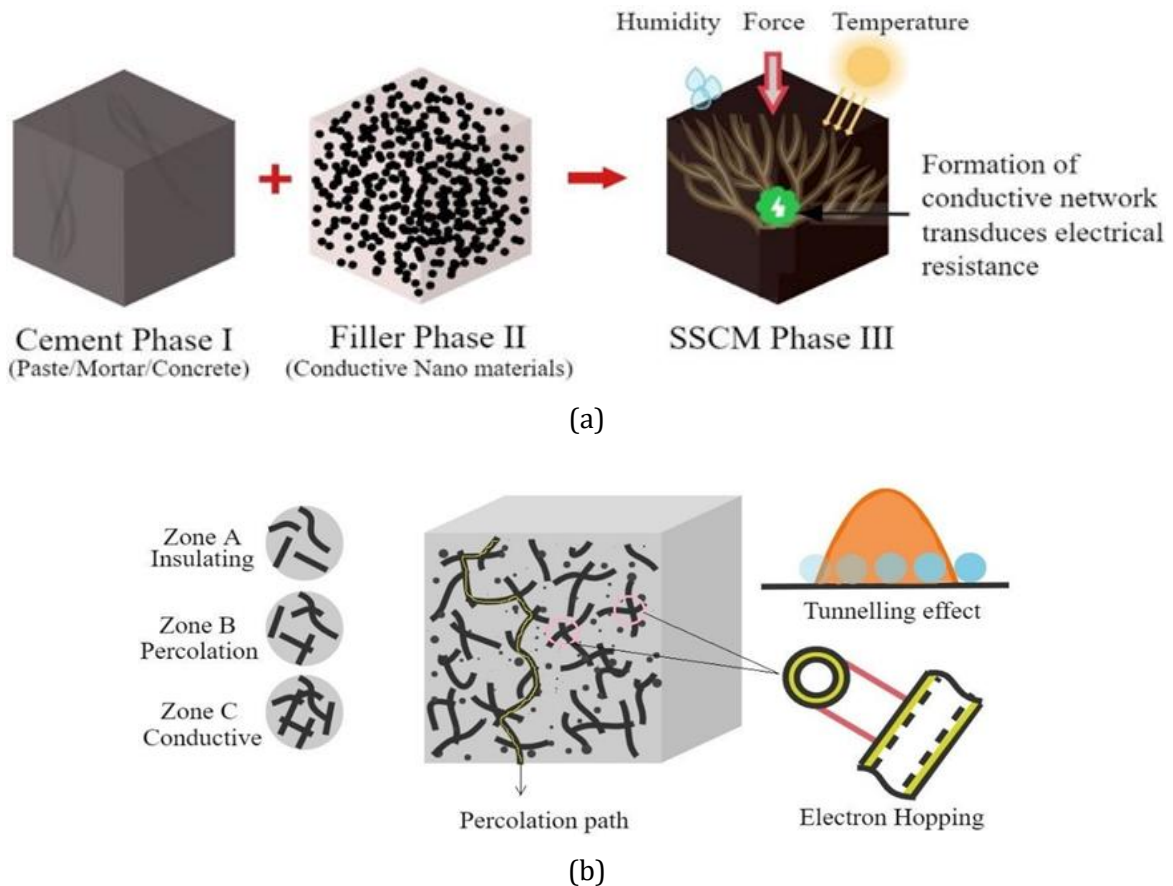 Humidity Force Temperature
Formation of
conductive network
transduces electrical
resistance
Cement Phase I
(Paste/Mortar/Concrete)
Filler Phase II
(Conductive Nano materials)
SSCM Phase III
(a)
Zone A
Insulating
Zone B
Percolation
Zone C
Conductive
Tunnelling effect
Percolation path
Electron Hopping
(b)